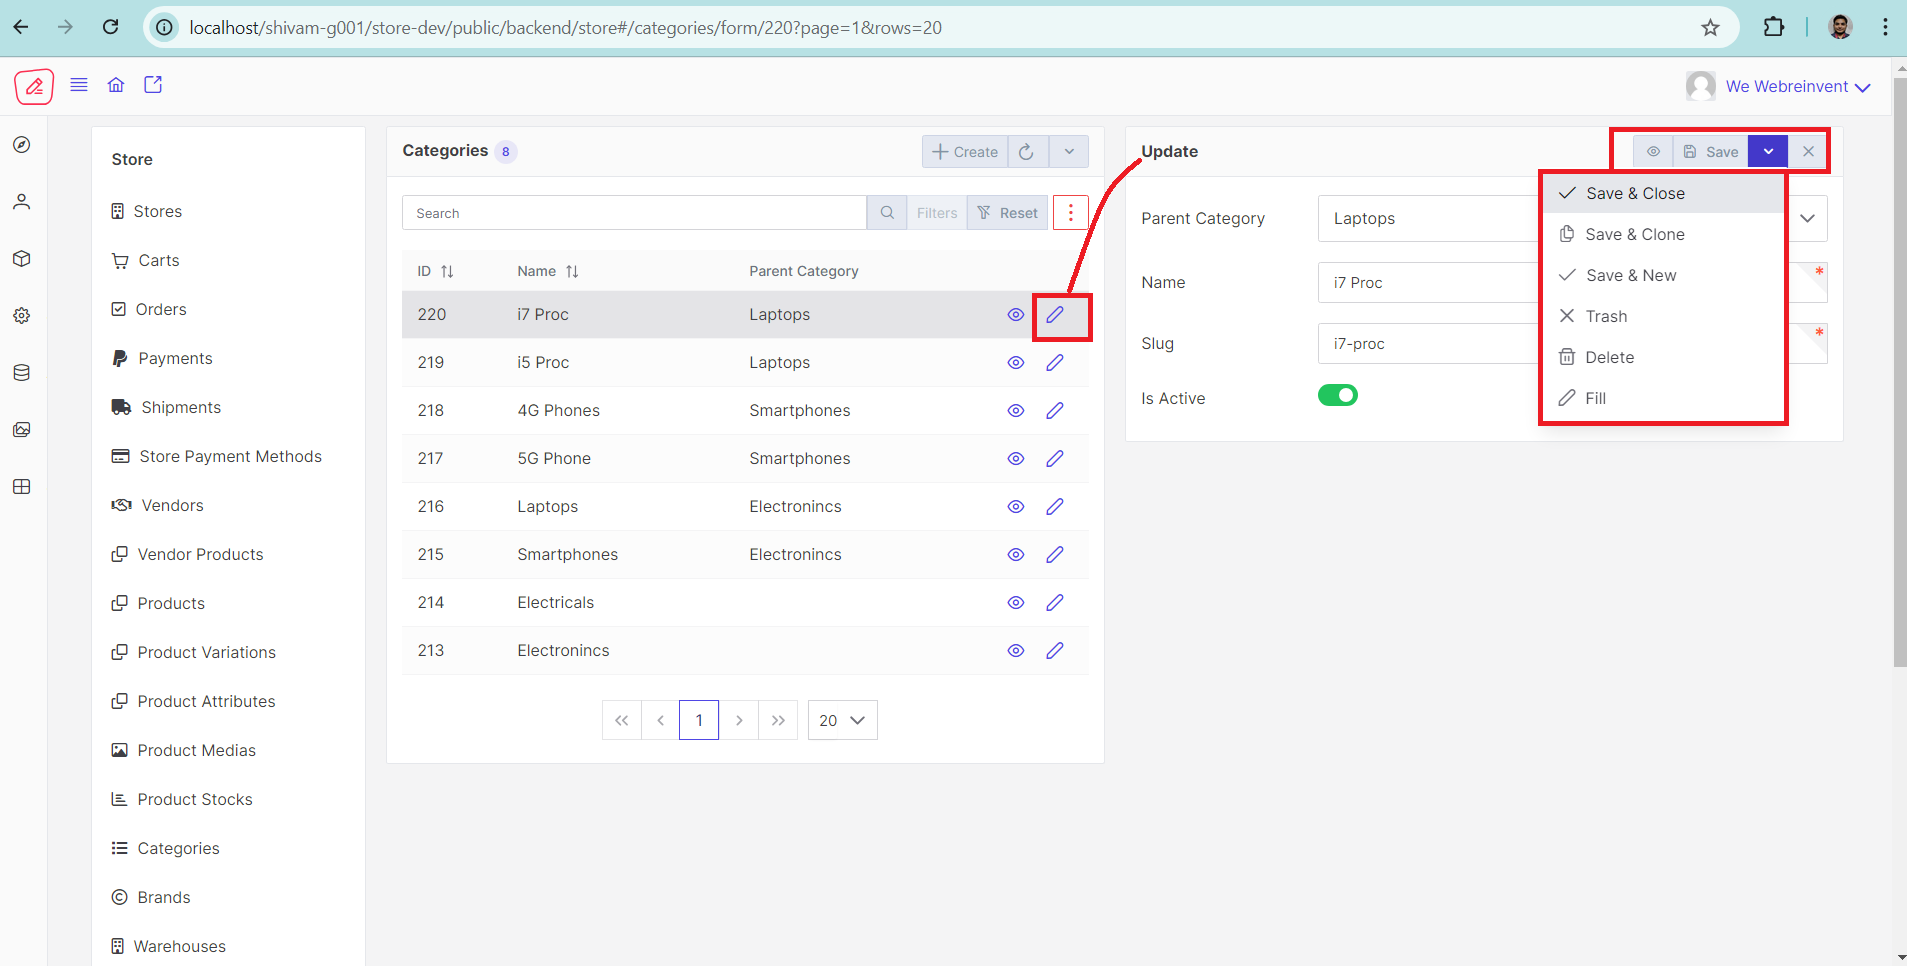 localhost/shivam-g001/store-dev/public/backend/store#/categories/form/220?page=1&rows=20
We Webreinvent
Store
Stores
Carts
Orders
Payments
Shipments
Store Payment Methods
Vendors
Vendor Products
Products
Product Variations
Product Attributes
Product Medias
Product Stocks
Categories
Brands
Warehouses
Categories 8
Create
Search
Filters
Reset
ID Name Parent Category
220 i7 Proc Laptops
219 i5 Proc Laptops
218 4G Phones Smartphones
217 5G Phone Smartphones
216 Laptops Electronincs
215 Smartphones Electronincs
214 Electricals
213 Electronincs
1
20
Update
Save
Parent Category Laptops
Name i7 Proc *
Slug i7-proc *
Is Active
Save & Close
Save & Clone
Save & New
Trash
Delete
Fill